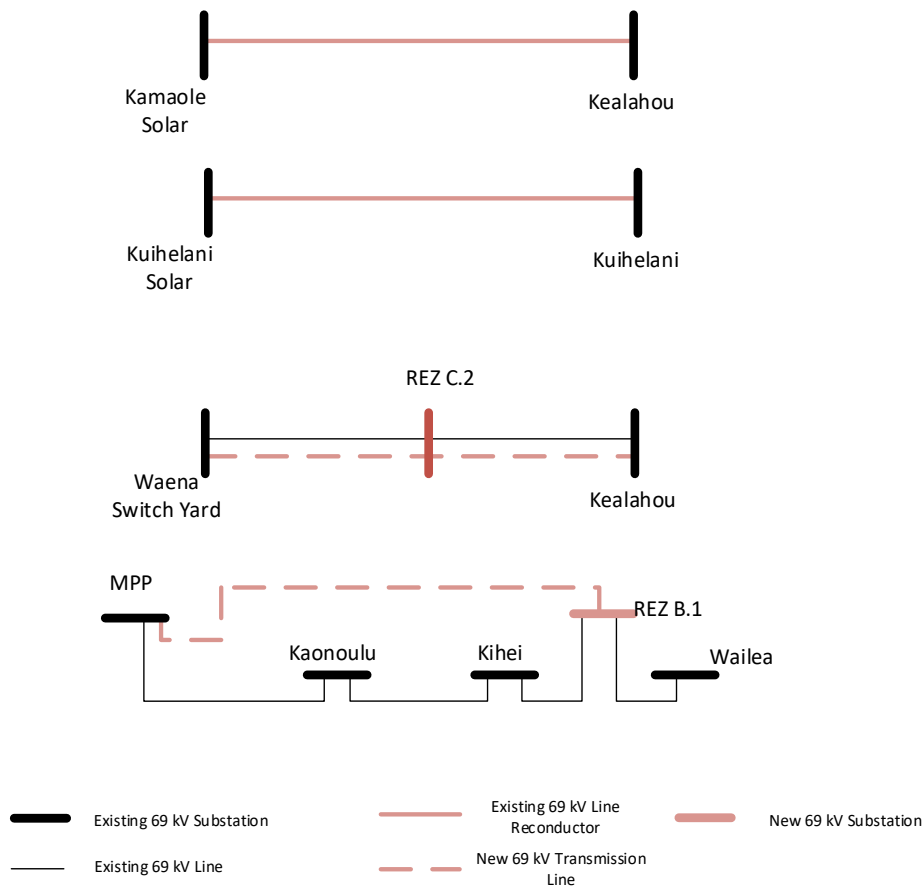 Kamaole
Solar
Kealahou
Kuihelani
Solar
Kuihelani
REZ C.2
Waena
Switch Yard
Kealahou
MPP
REZ B.1
Kaonoulu
Kihei
Wailea
Existing 69 kV Substation
Existing 69 kV Line
Reconductor
New 69 kV Substation
Existing 69 kV Line
New 69 kV Transmission
Line